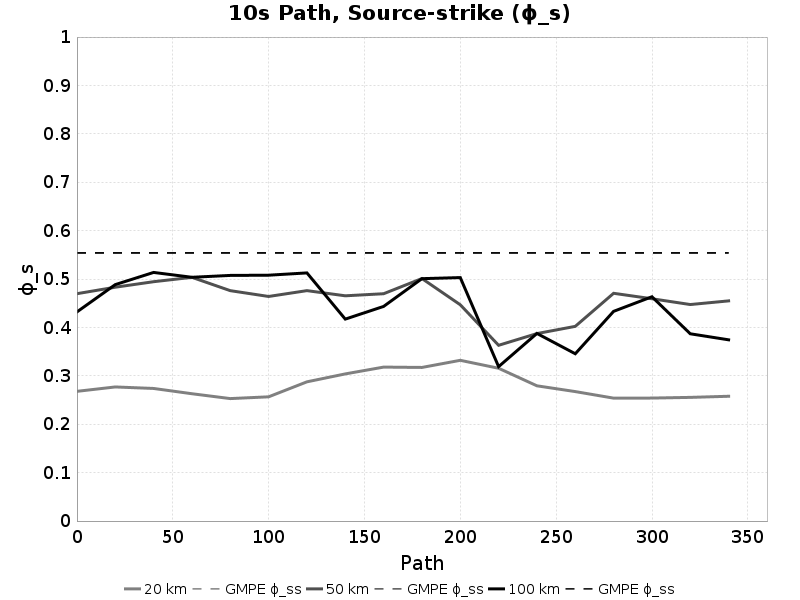 10s Path, Source-strike (ϕ_s)
1
0.9
0.8
0.7
0.6
0.5
0.4
0.3
0.2
0.1
0
ϕ_s
0 50 100 150 200 250 300 350
Path
20 km GMPE ϕ_ss 50 km GMPE ϕ_ss 100 km GMPE ϕ_ss